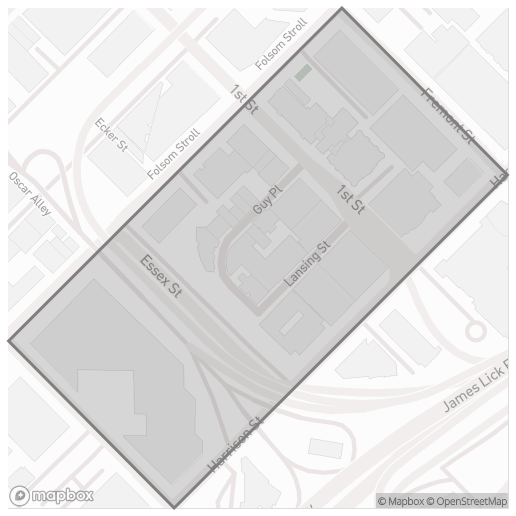 Folsom Stroll
1st St
Fremont St
Ecker St
Folsom Stroll
Har
Oscar Alley
Guy Pl
1st St
Essex St
Lansing St
James Lick F
Harrison St
mapbox
© Mapbox © OpenStreetMap